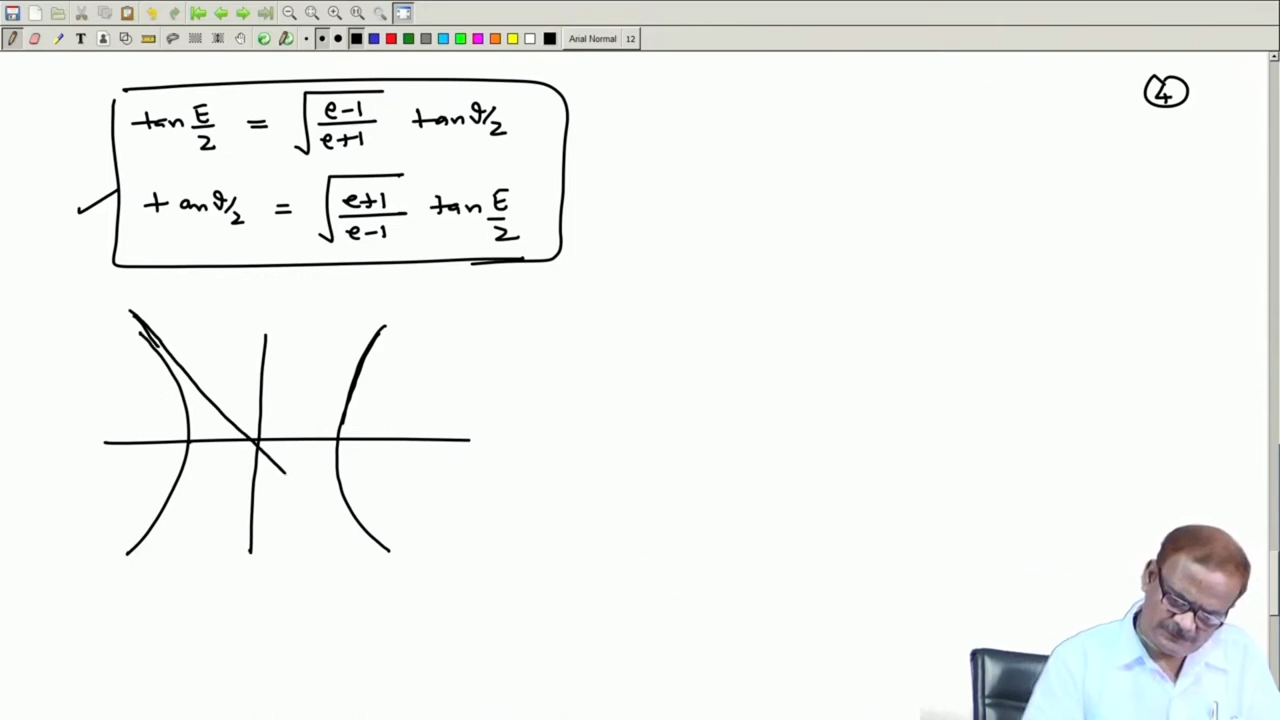 Arial Normal 12
④
tan E/2 = √((e-1)/(e+1)) tan θ/2
tan θ/2 = √((e+1)/(e-1)) tan E/2